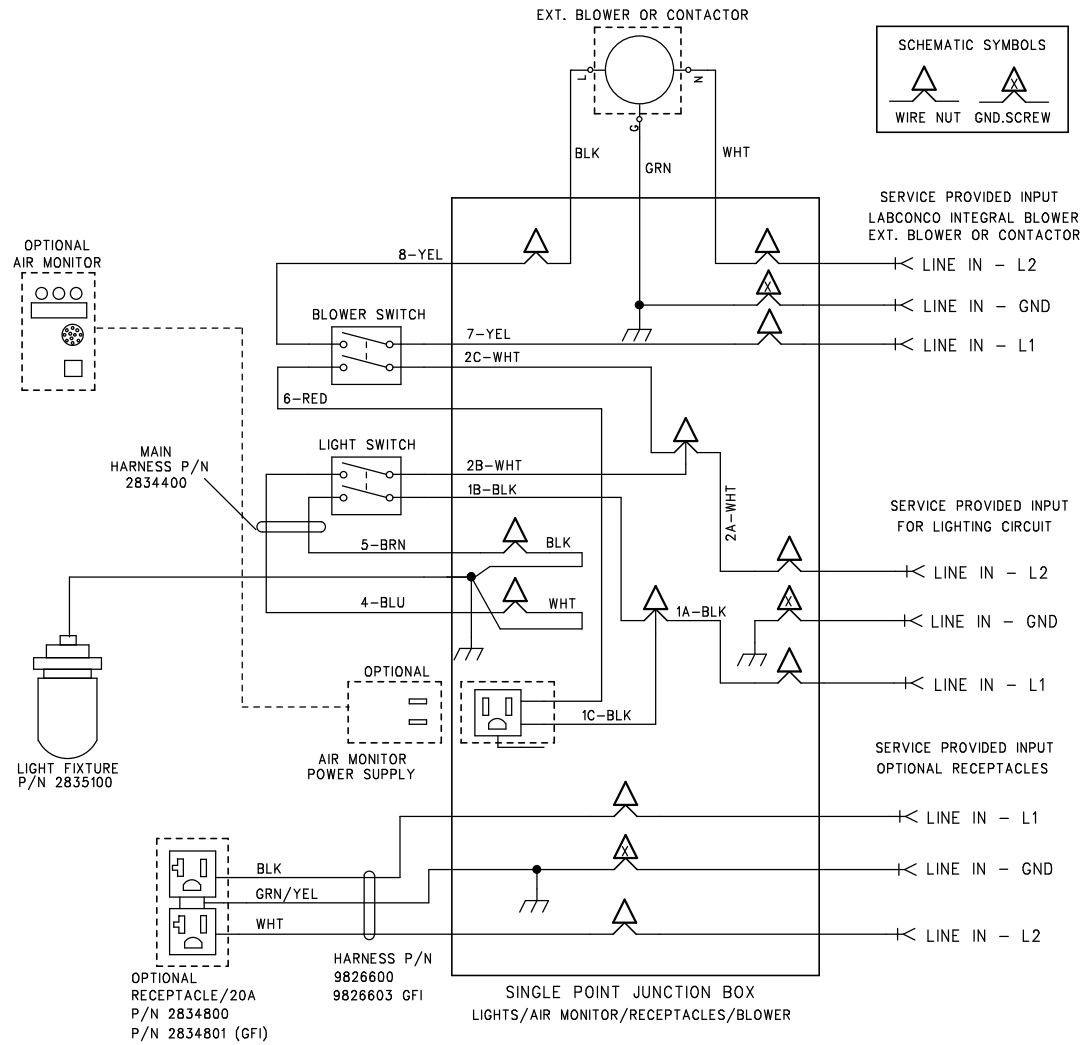 EXT. BLOWER OR CONTACTOR
SCHEMATIC SYMBOLS
X
WIRE NUT GND.SCREW
L
N
G
BLK
GRN
WHT
SERVICE PROVIDED INPUT
LABCONCO INTEGRAL BLOWER
EXT. BLOWER OR CONTACTOR
OPTIONAL
AIR MONITOR
8-YEL
LINE IN - L2
X
LINE IN - GND
BLOWER SWITCH
7-YEL
LINE IN - L1
2C-WHT
6-RED
LIGHT SWITCH
MAIN
HARNESS P/N
2834400
2B-WHT
1B-BLK
2A-WHT
SERVICE PROVIDED INPUT
FOR LIGHTING CIRCUIT
5-BRN
BLK
LINE IN - L2
4-BLU
WHT
1A-BLK
X
LINE IN - GND
OPTIONAL
LINE IN - L1
1C-BLK
AIR MONITOR
POWER SUPPLY
LIGHT FIXTURE
P/N 2835100
SERVICE PROVIDED INPUT
OPTIONAL RECEPTACLES
LINE IN - L1
X
BLK
LINE IN - GND
GRN/YEL
WHT
LINE IN - L2
HARNESS P/N
9826600
9826603 GFI
OPTIONAL
RECEPTACLE/20A
P/N 2834800
P/N 2834801 (GFI)
SINGLE POINT JUNCTION BOX
LIGHTS/AIR MONITOR/RECEPTACLES/BLOWER